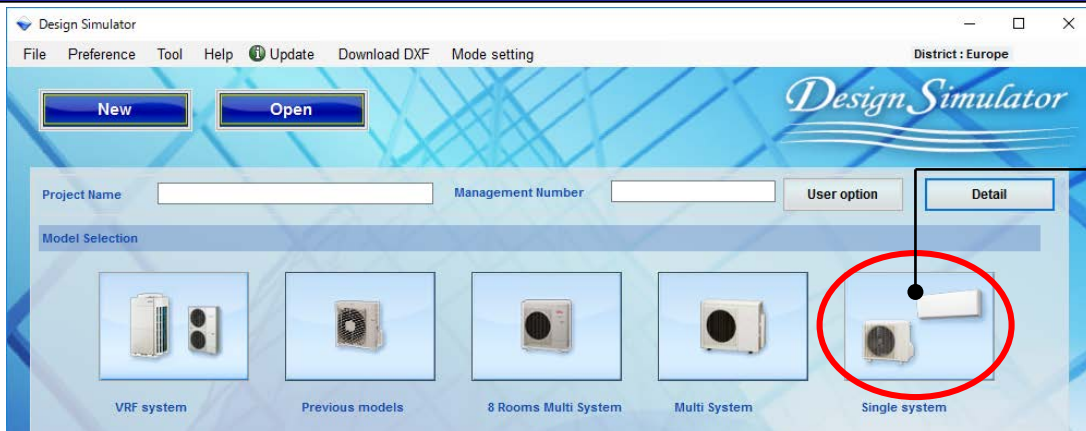 Design Simulator
File Preference Tool Help Update Download DXF Mode setting District : Europe
New Open Design Simulator
Project Name Management Number User option Detail
Model Selection
VRF system Previous models 8 Rooms Multi System Multi System Single system